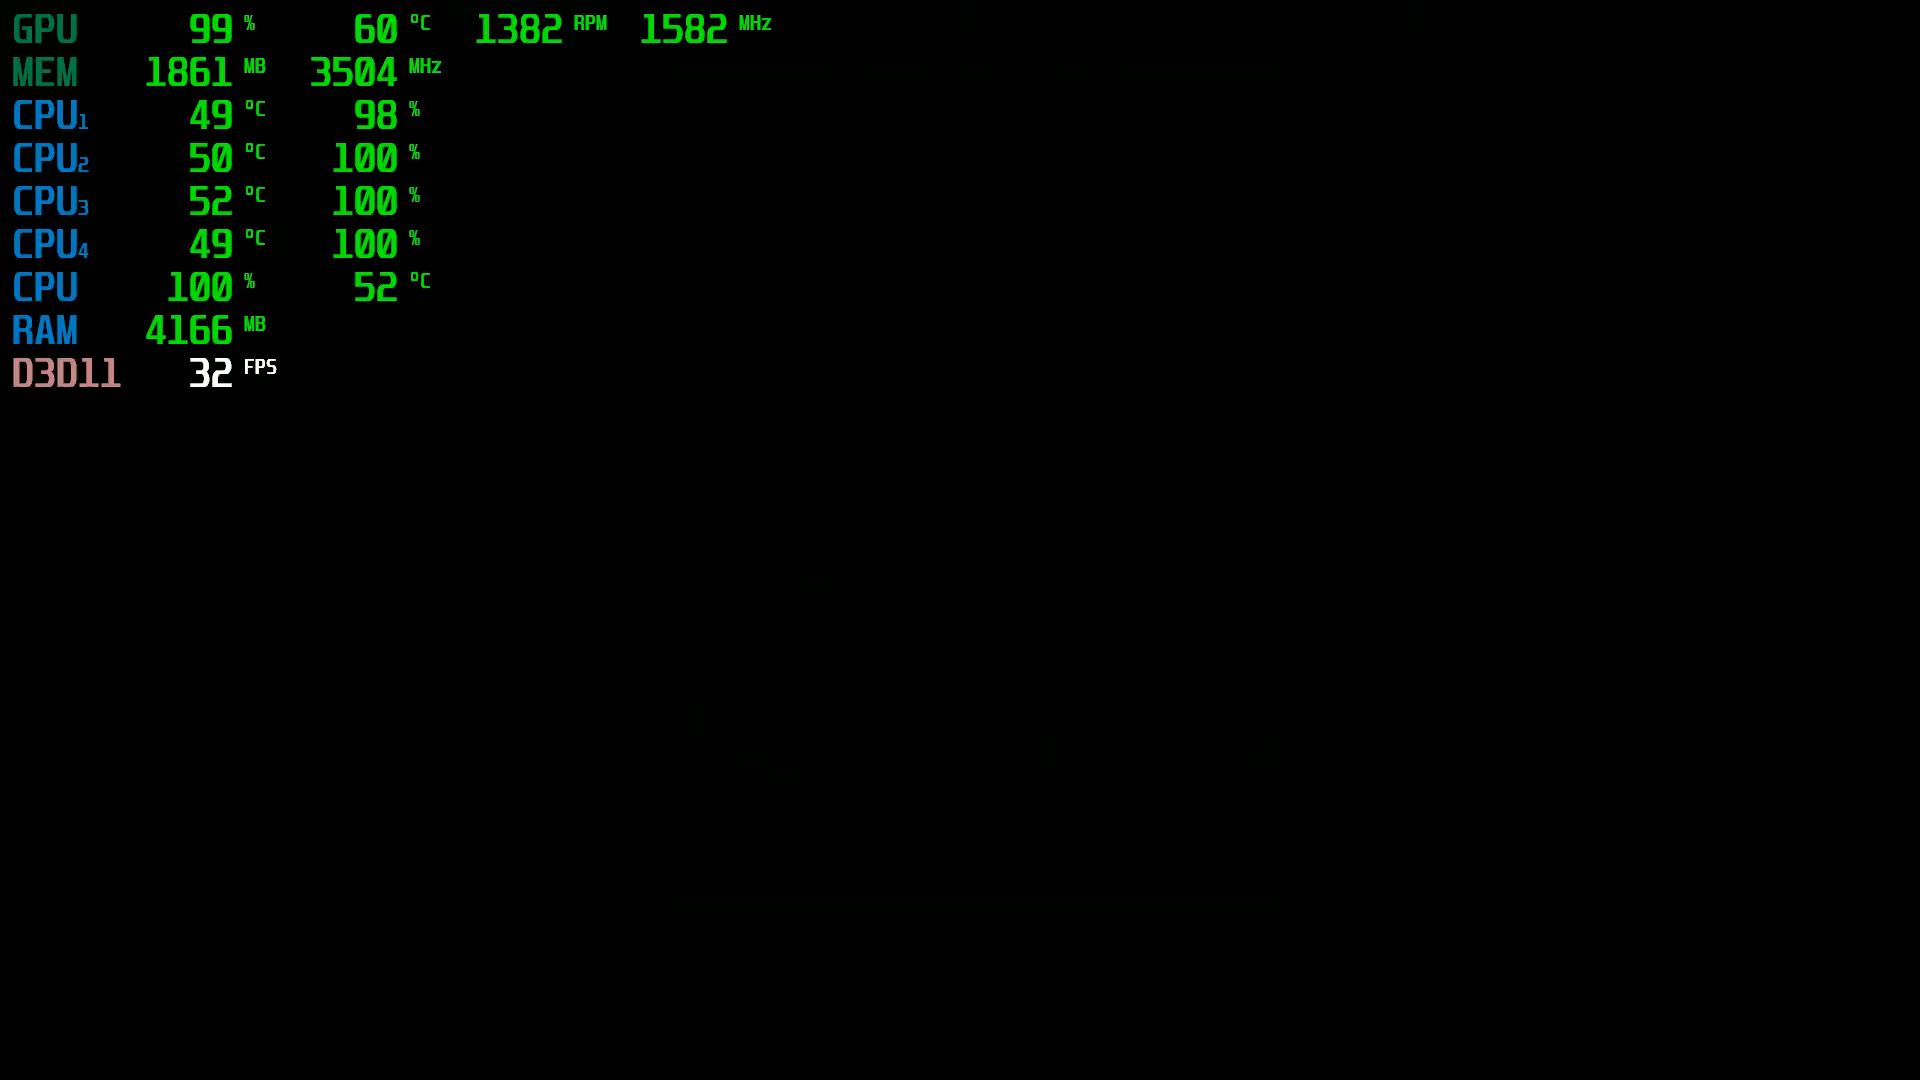 GPU 99 % 60 °C 1382 RPM 1582 MHz
MEM 1861 MB 3504 MHz
CPU1 49 °C 98 %
CPU2 50 °C 100 %
CPU3 52 °C 100 %
CPU4 49 °C 100 %
CPU 100 % 52 °C
RAM 4166 MB
D3D11 32 FPS